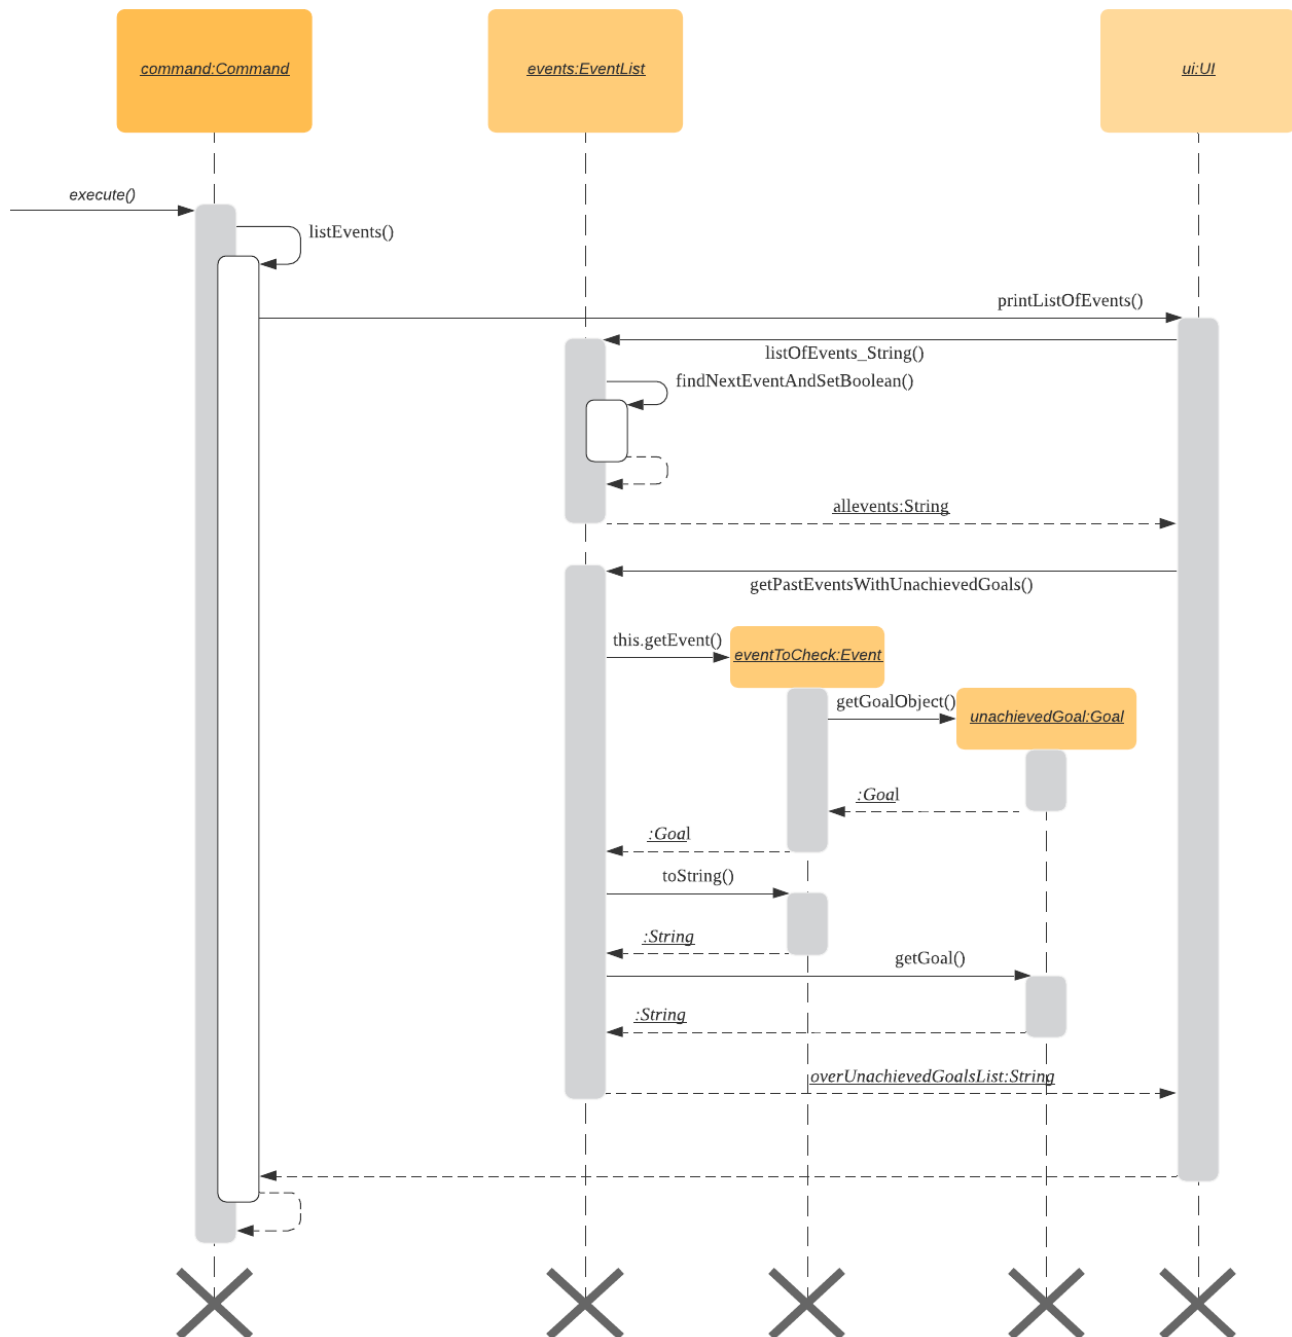 command:Command
events:EventList
ui:UI
execute()
listEvents()
printListOfEvents()
listOfEvents_String()
findNextEventAndSetBoolean()
allevents:String
getPastEventsWithUnachievedGoals()
this.getEvent()
eventToCheck:Event
getGoalObject()
unachievedGoal:Goal
:Goal
:Goal
toString()
:String
getGoal()
:String
overUnachievedGoalsList:String